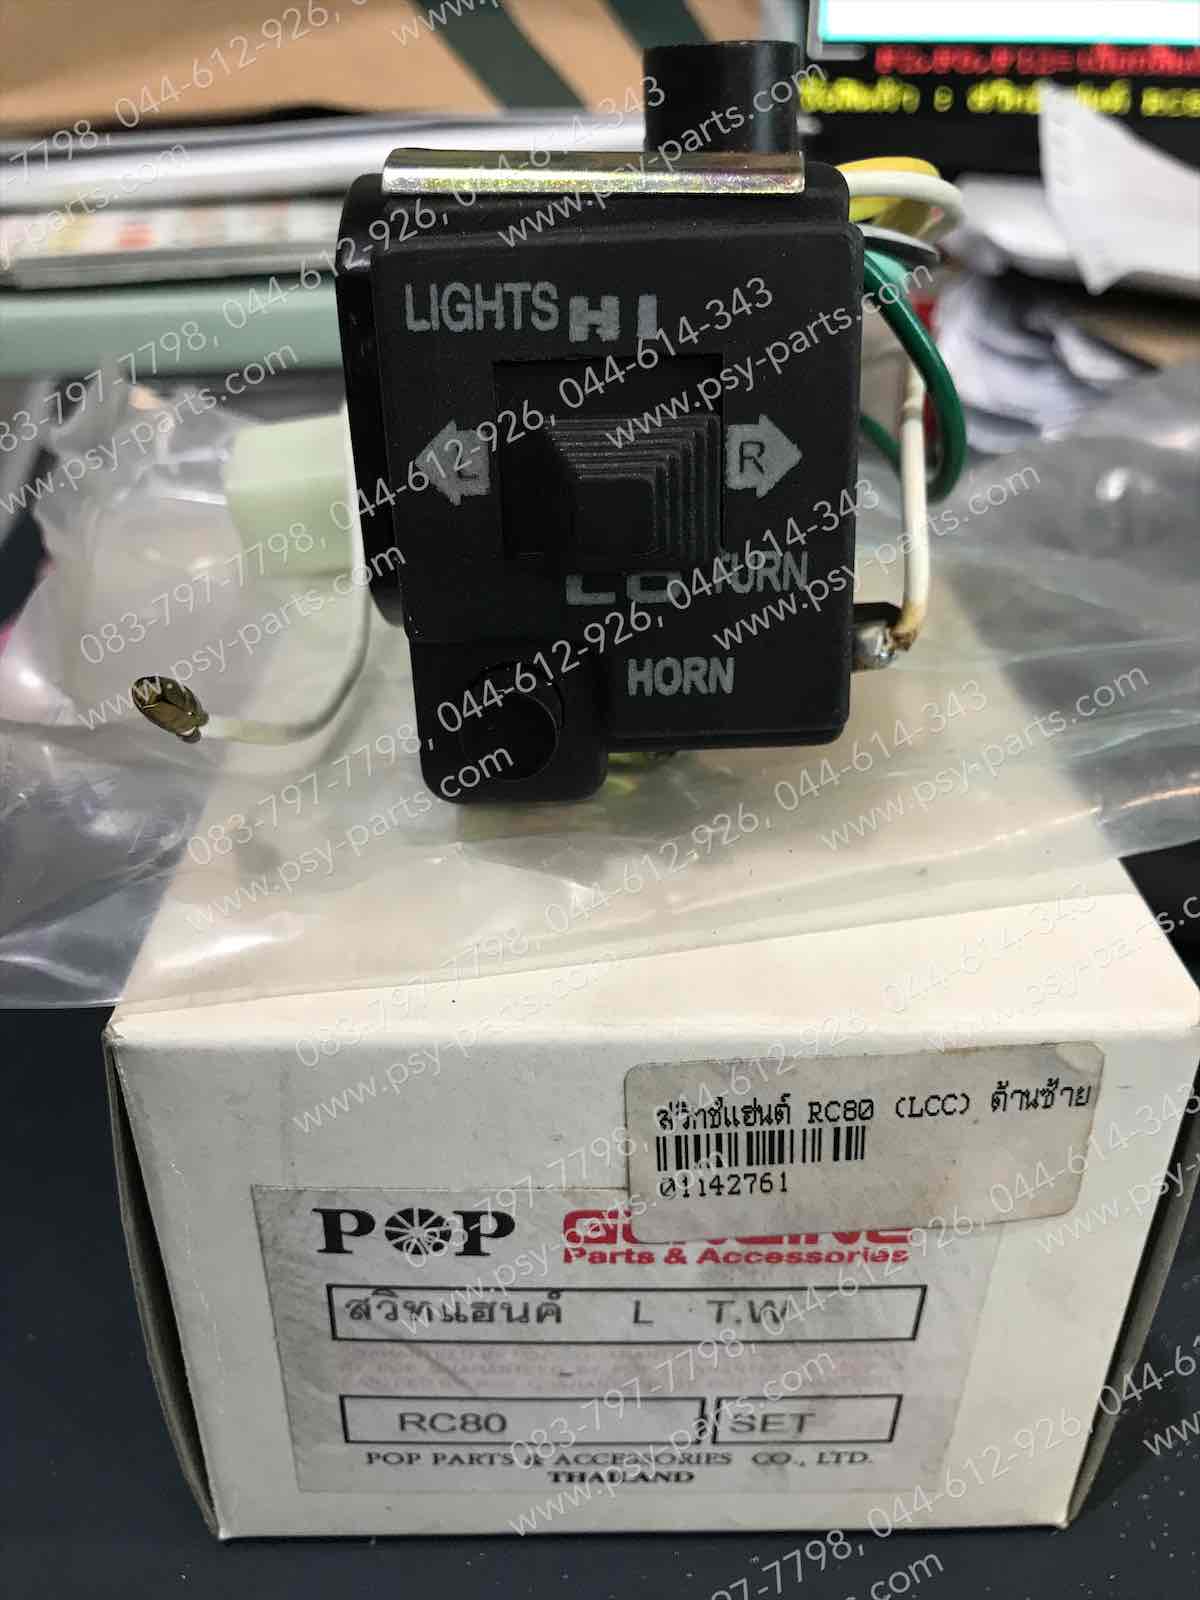 LIGHTS HI
L
R
LO TURN
HORN
สวิทช์แฮนด์ RC80 (LCC) ด้านซ้าย
01142761
POP
Parts & Accessories
สวิทแฮนด์ L T.W
RC80 SET
POP PARTS & ACCESSORIES CO., LTD.
THAILAND
083-797-7798, 044-612-926, 044-614-343
www.psy-parts.com